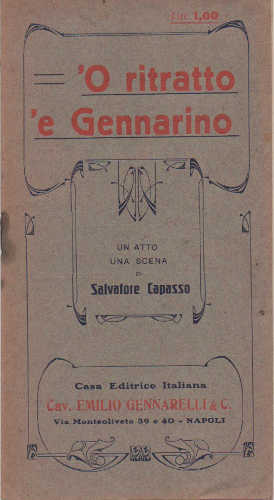 Lir. 1,00
'O ritratto
'e Gennarino
UN ATTO
UNA SCENA
DI
Salvatore Capasso
Casa Editrice Italiana
Cav. EMILIO GENNARELLI & C.
Via Monteoliveto 39 e 40 - NAPOLI